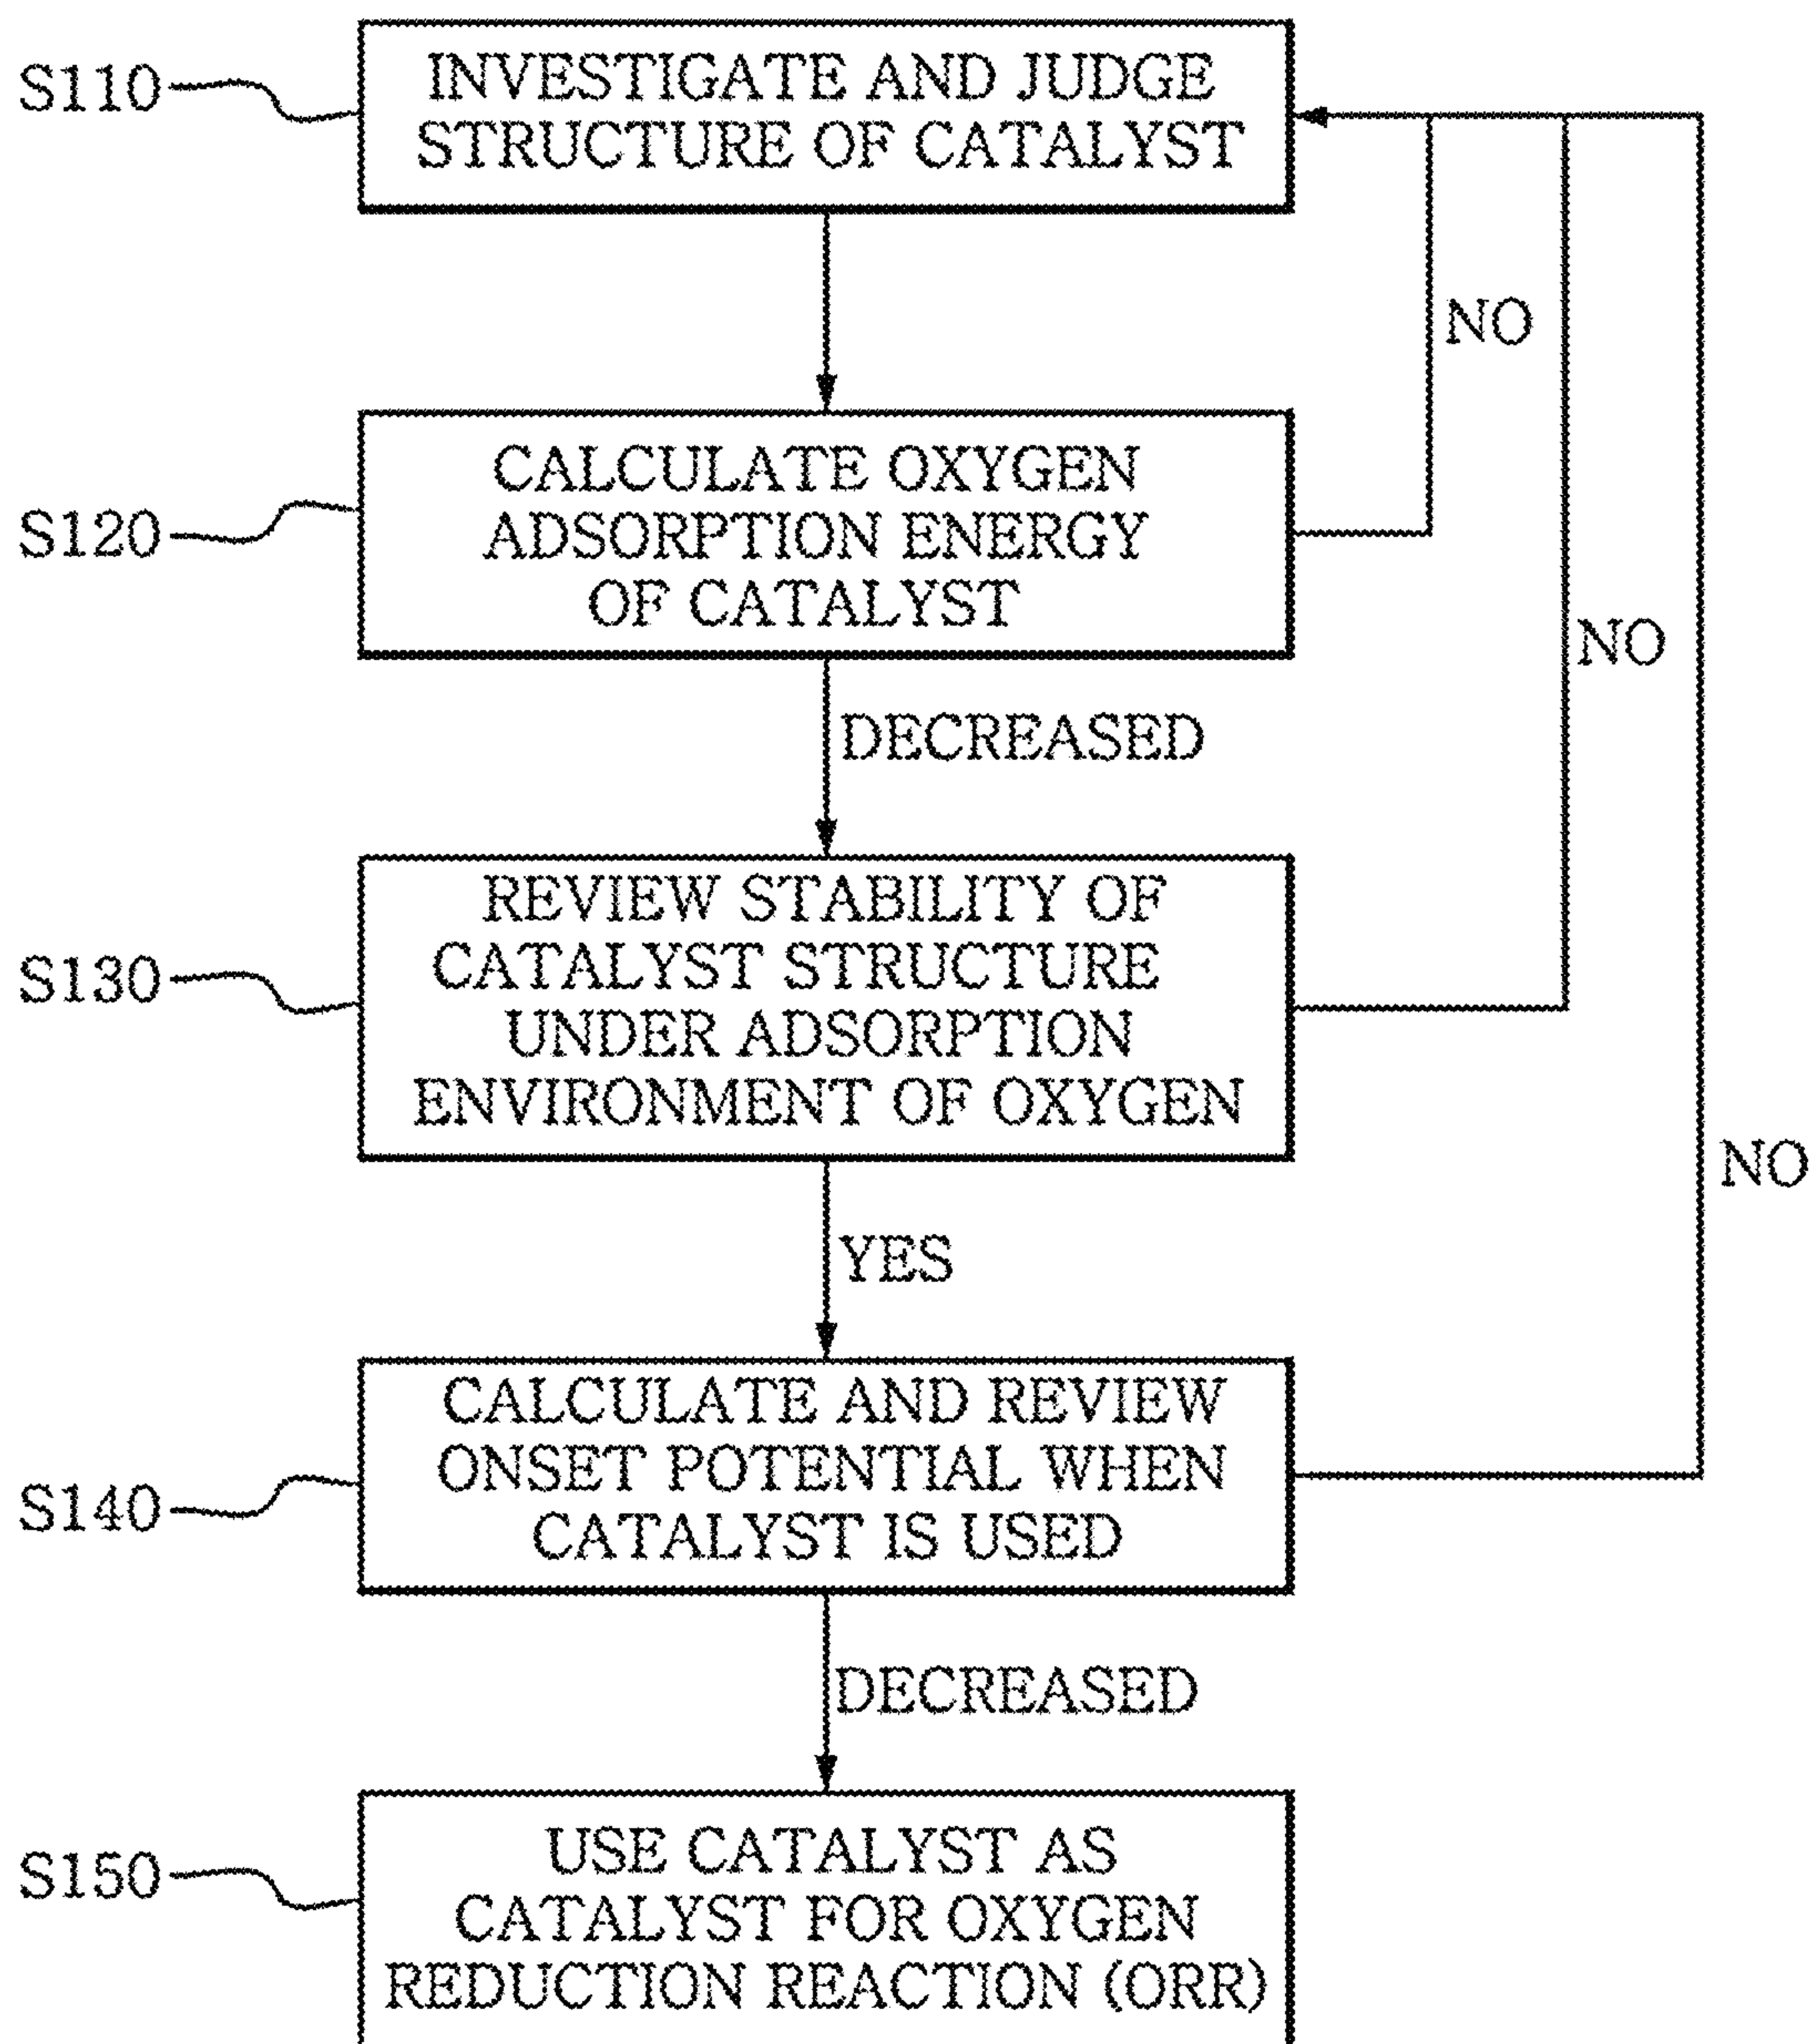 S110
INVESTIGATE AND JUDGE
STRUCTURE OF CATALYST
NO
S120
CALCULATE OXYGEN
ADSORPTION ENERGY
OF CATALYST
NO
DECREASED
S130
REVIEW STABILITY OF
CATALYST STRUCTURE
UNDER ADSORPTION
ENVIRONMENT OF OXYGEN
NO
YES
S140
CALCULATE AND REVIEW
ONSET POTENTIAL WHEN
CATALYST IS USED
DECREASED
S150
USE CATALYST AS
CATALYST FOR OXYGEN
REDUCTION REACTION (ORR)